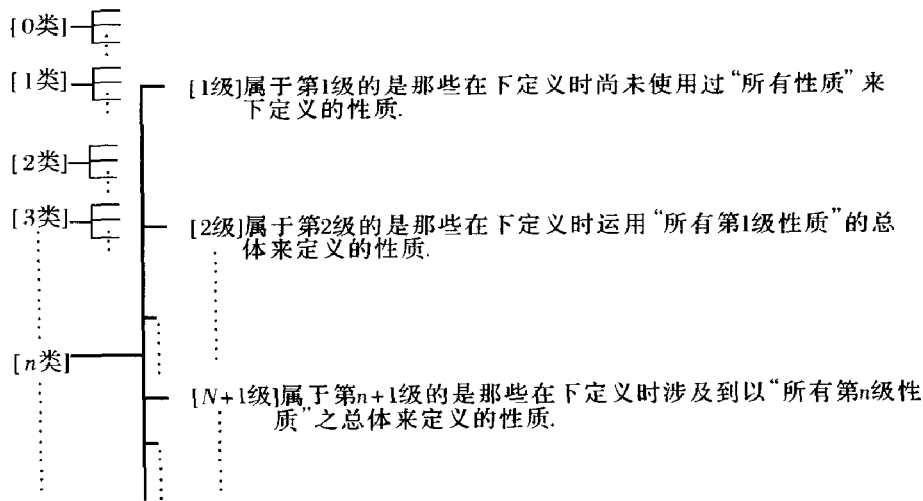 [0类]
[1类]
[1级]属于第1级的是那些在下定义时尚未使用过“所有性质”来
下定义的性质.
[2类]
[3类]
[2级]属于第2级的是那些在下定义时运用“所有第1级性质”的总
体来定义的性质.
[n类]
[N+1级]属于第n+1级的是那些在下定义时涉及到以“所有第n级性
质”之总体来定义的性质.